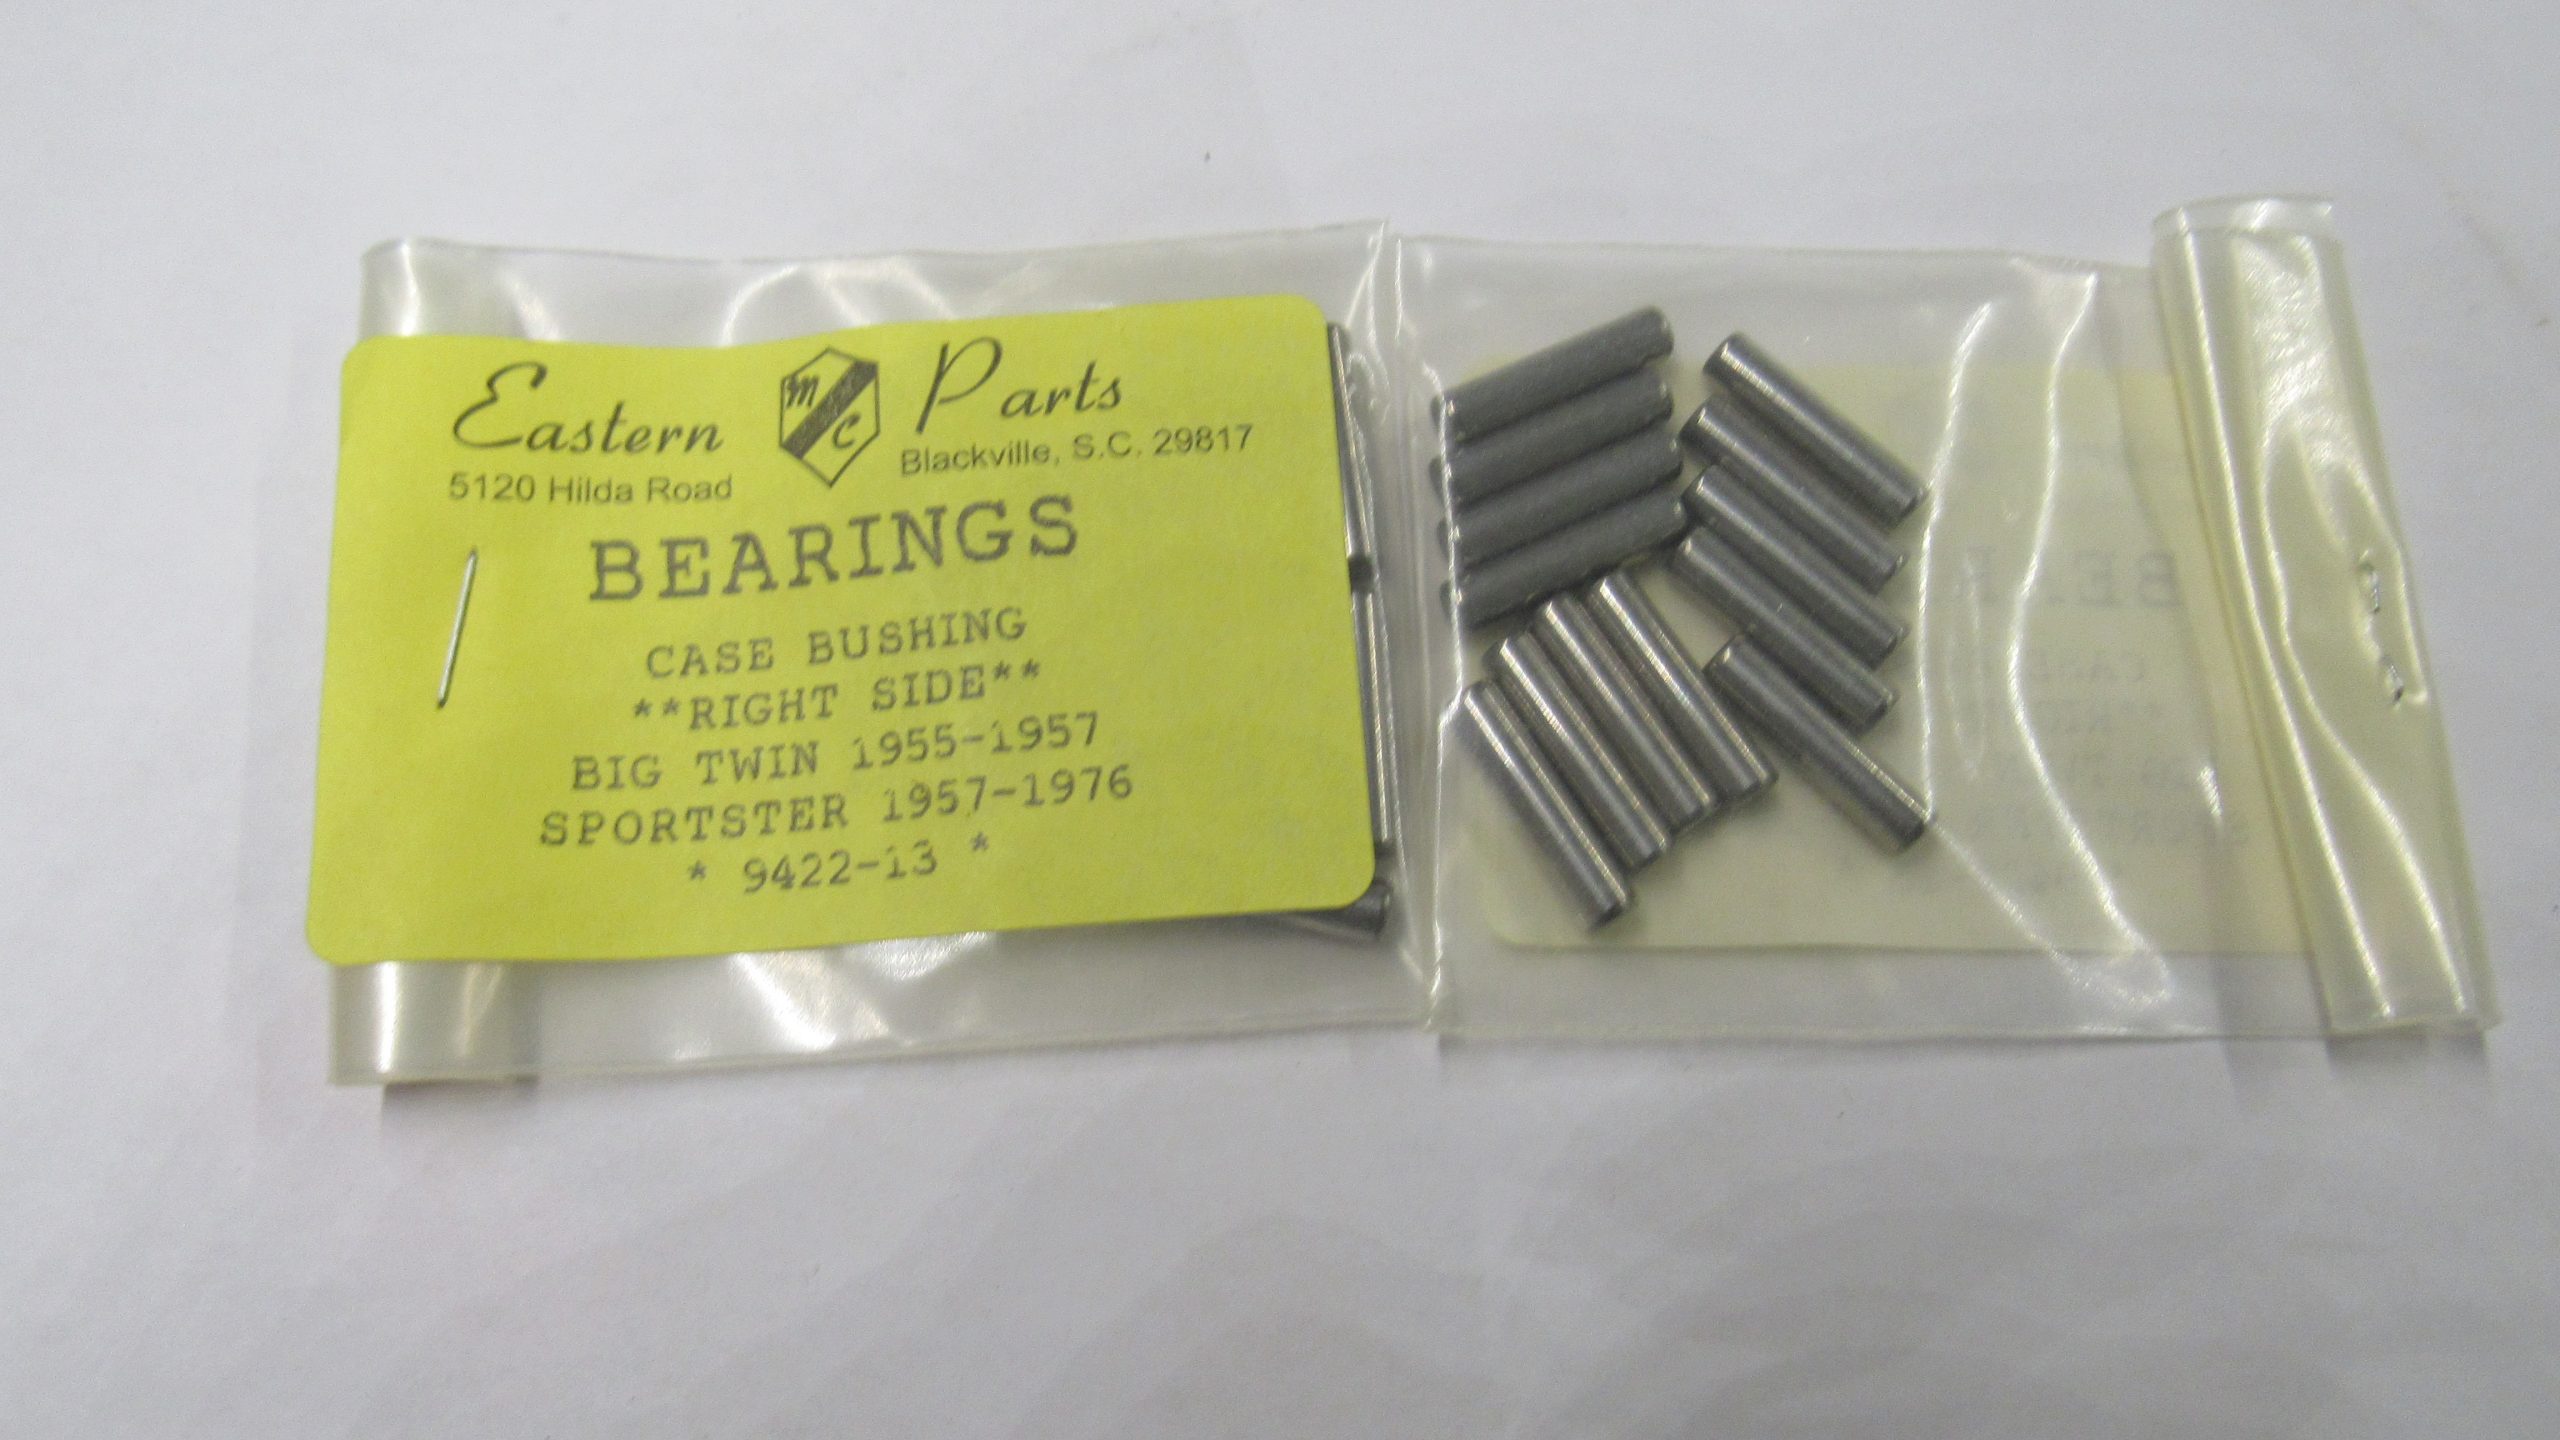 Eastern m/c Parts
5120 Hilda Road Blackville, S.C. 29817
BEARINGS
CASE BUSHING
**RIGHT SIDE**
BIG TWIN 1955-1957
SPORTSTER 1957-1976
* 9422-13 *